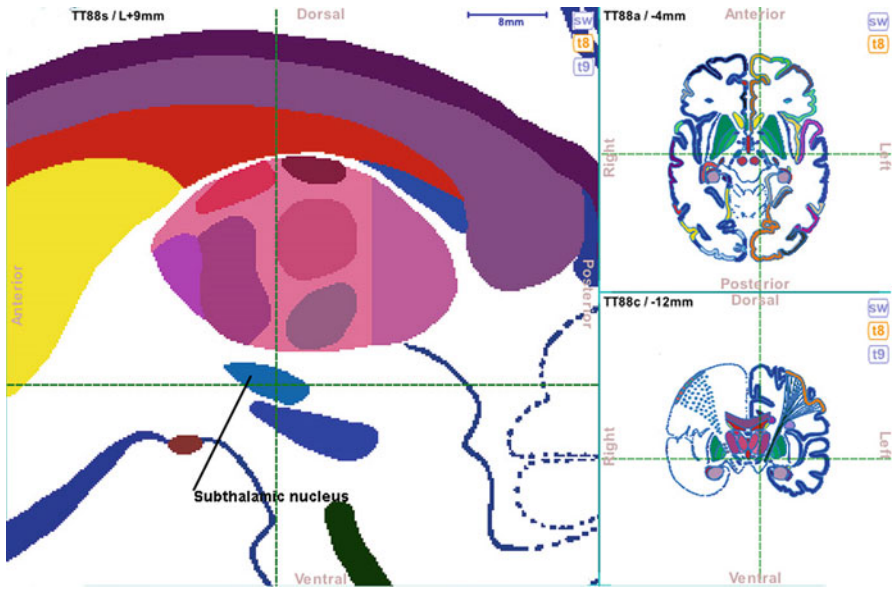 TT88s / L+9mm
Dorsal
8mm
sw
t8
t9
Anterior
Posterior
Subthalamic nucleus
Ventral
TT88a / -4mm
Anterior
sw
t8
Right
Left
Posterior
TT88c / -12mm
Dorsal
sw
t8
t9
Right
Left
Ventral